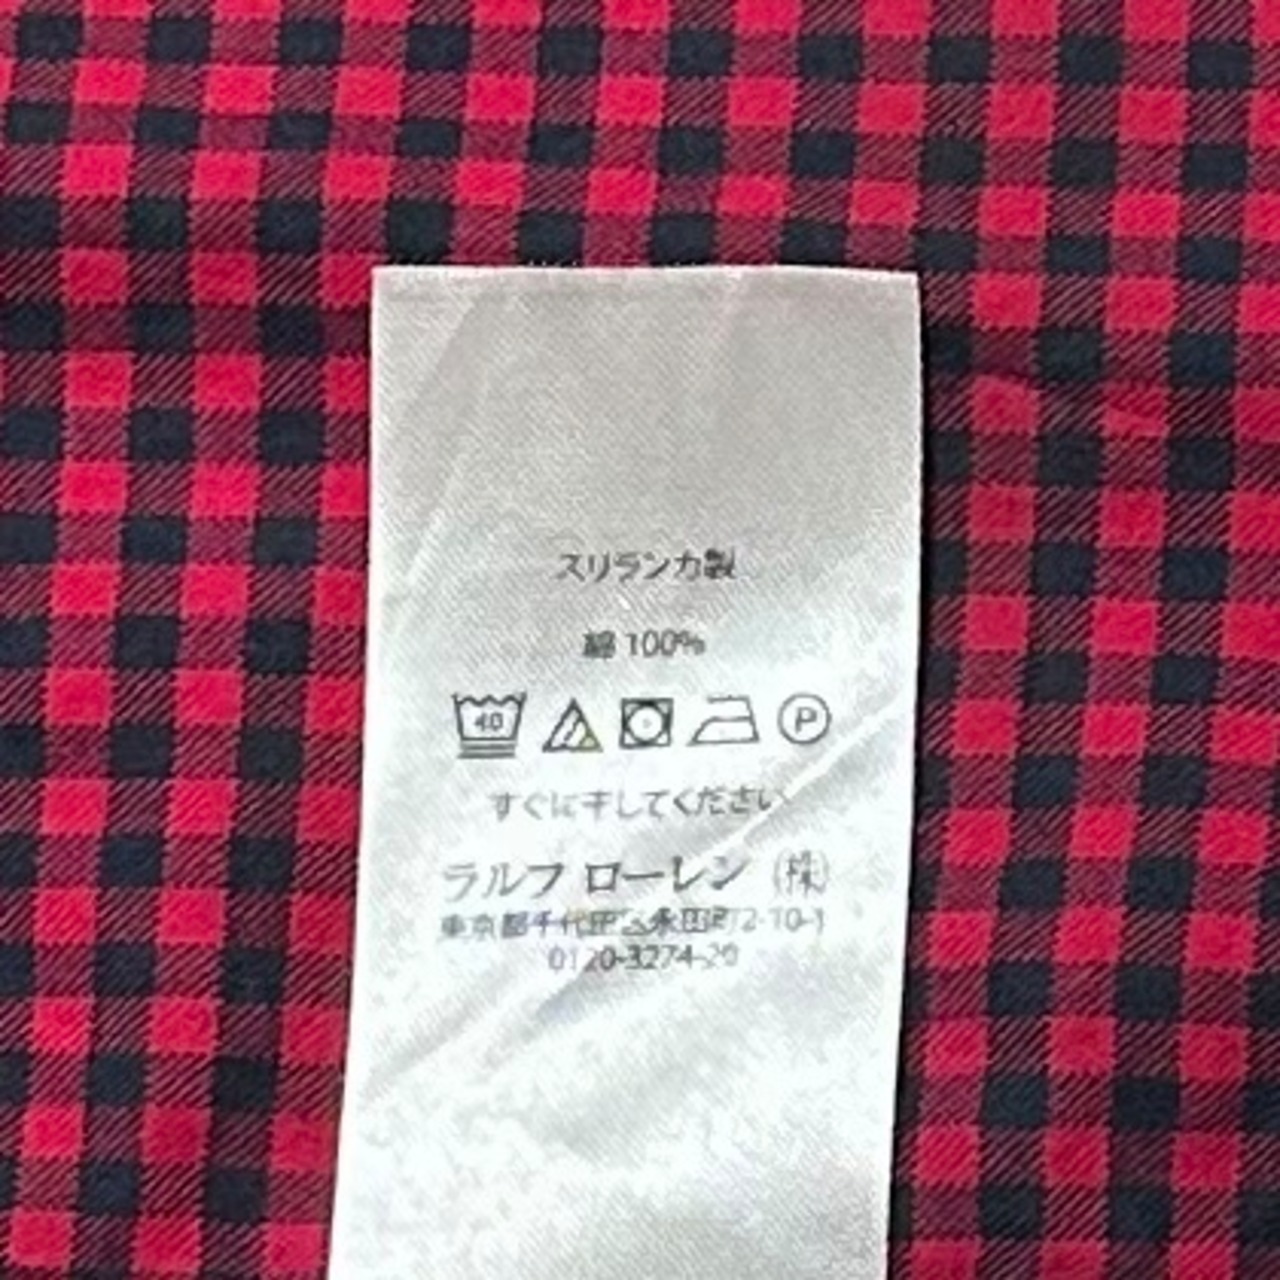 スリランカ製
綿 100%
40
P
すぐに干してください
ラルフ ローレン (株)
東京都千代田区永田町2-10-1
0120-3274-20